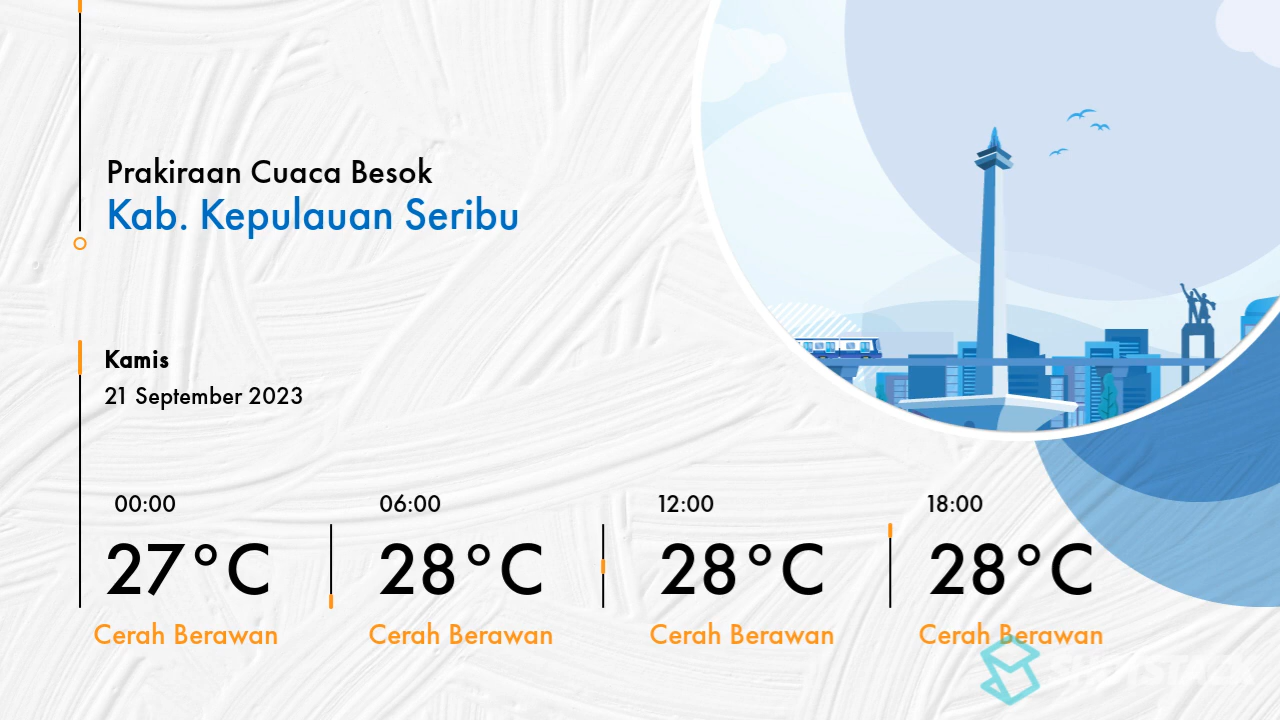 Prakiraan Cuaca Besok
Kab. Kepulauan Seribu
Kamis
21 September 2023
00:00 06:00 12:00 18:00
27°C 28°C 28°C 28°C
Cerah Berawan Cerah Berawan Cerah Berawan Cerah Berawan
SHOTSTACK